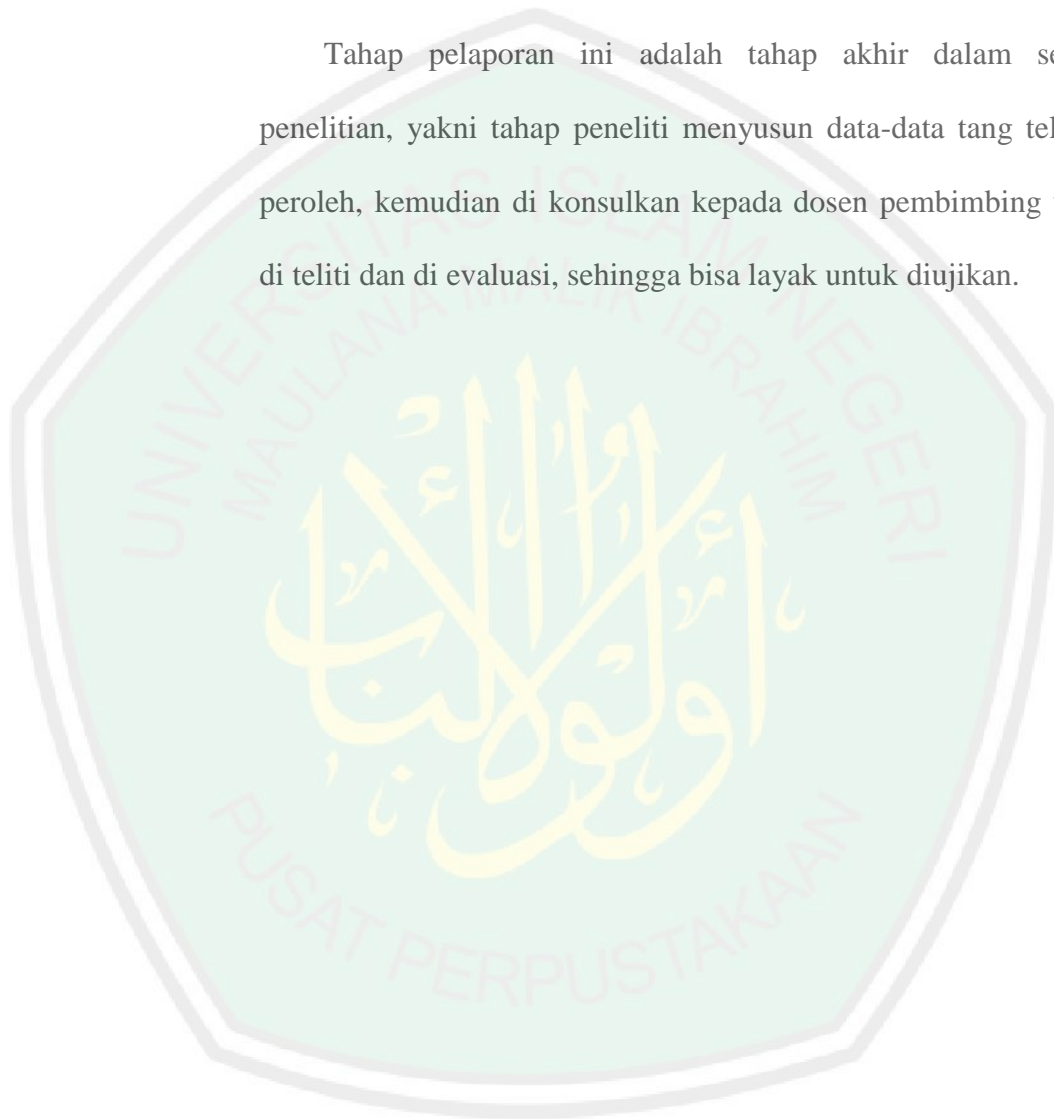 Tahap pelaporan ini adalah tahap akhir dalam
penelitian, yakni tahap peneliti menyusun data-data tang
peroleh, kemudian di konsulkan kepada dosen pembimbing
di teliti dan di evaluasi, sehingga bisa layak untuk diujikan.
UNIVERSITAS ISLAM NEGERI
MAULANA MALIK IBRAHIM
أولوا الألباب
PUSAT PERPUSTAKAAN